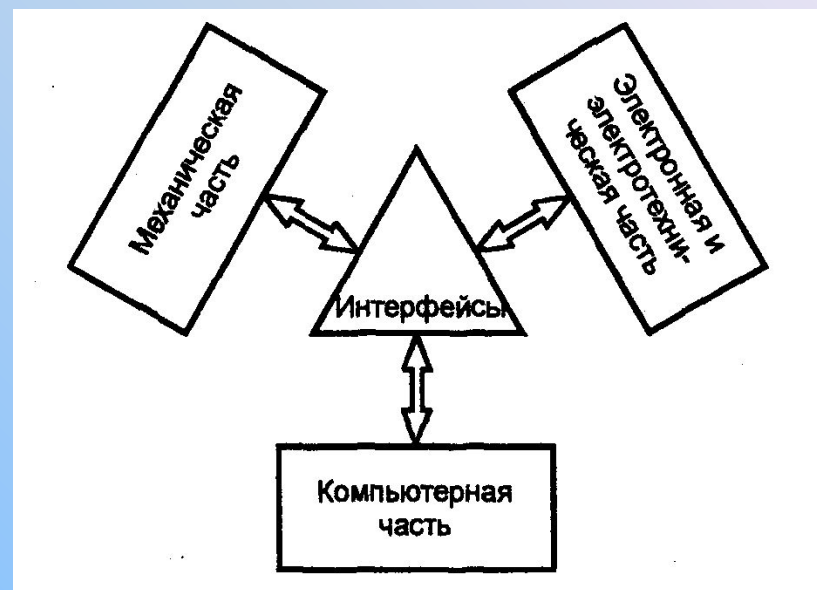 Механическая
часть
Электронная и
электротехни-
ческая часть
Интерфейсы
Компьютерная
часть